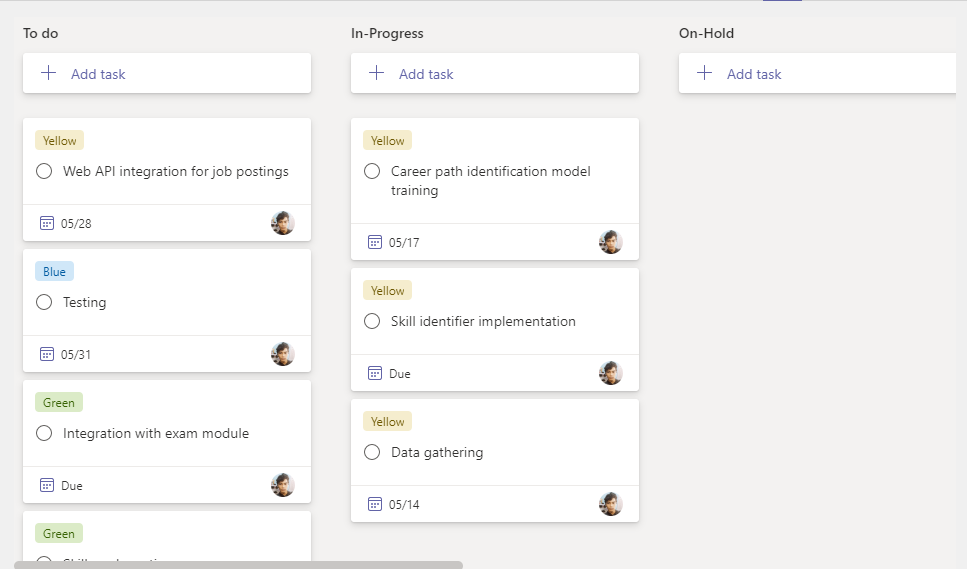 To do
Add task
Yellow
Web API integration for job postings
05/28
Blue
Testing
05/31
Green
Integration with exam module
Due
Green
In-Progress
Add task
Yellow
Career path identification model
training
05/17
Yellow
Skill identifier implementation
Due
Yellow
Data gathering
05/14
On-Hold
Add task